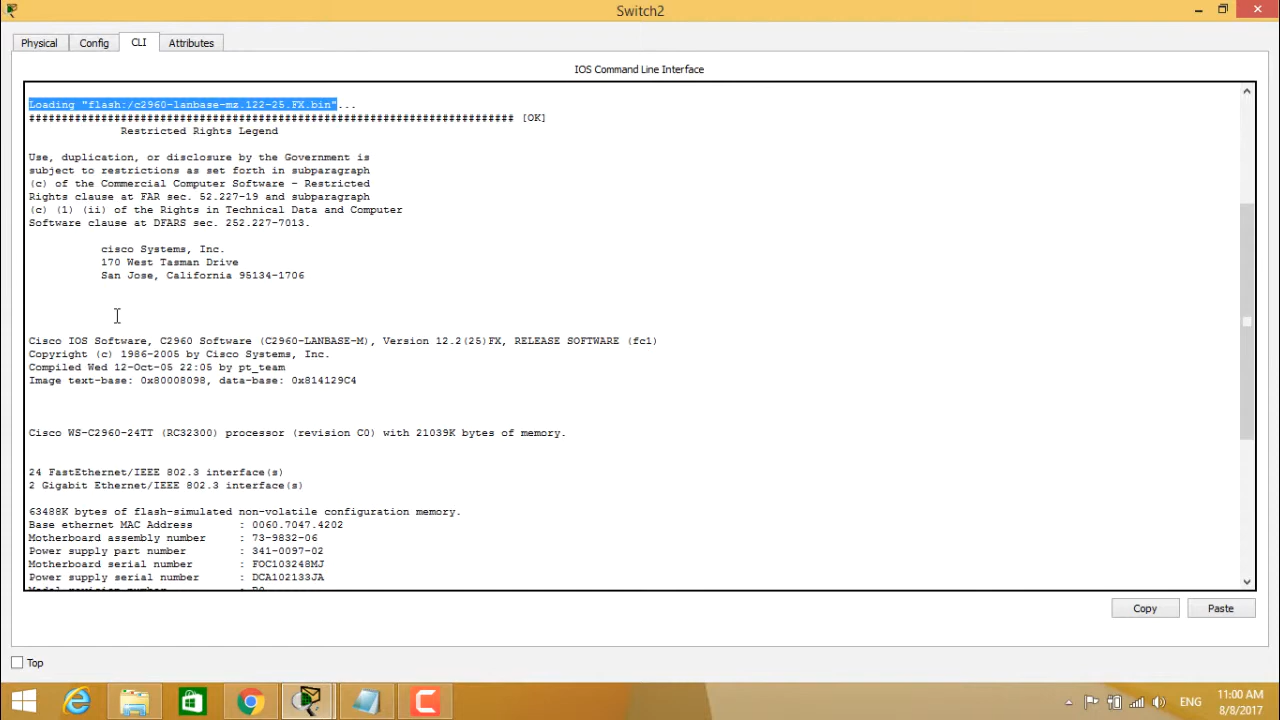 Switch2
Physical Config CLI Attributes
IOS Command Line Interface
Loading "flash:/c2960-lanbase-mz.122-25.FX.bin"...
########################################################################## [OK]
Restricted Rights Legend
Use, duplication, or disclosure by the Government is
subject to restrictions as set forth in subparagraph
(c) of the Commercial Computer Software - Restricted
Rights clause at FAR sec. 52.227-19 and subparagraph
(c) (1) (ii) of the Rights in Technical Data and Computer
Software clause at DFARS sec. 252.227-7013.
cisco Systems, Inc.
170 West Tasman Drive
San Jose, California 95134-1706
Cisco IOS Software, C2960 Software (C2960-LANBASE-M), Version 12.2(25)FX, RELEASE SOFTWARE (fc1)
Copyright (c) 1986-2005 by Cisco Systems, Inc.
Compiled Wed 12-Oct-05 22:05 by pt_team
Image text-base: 0x80008098, data-base: 0x814129C4
Cisco WS-C2960-24TT (RC32300) processor (revision C0) with 21039K bytes of memory.
24 FastEthernet/IEEE 802.3 interface(s)
2 Gigabit Ethernet/IEEE 802.3 interface(s)
63488K bytes of flash-simulated non-volatile configuration memory.
Base ethernet MAC Address : 0060.7047.4202
Motherboard assembly number : 73-9832-06
Power supply part number : 341-0097-02
Motherboard serial number : FOC103248MJ
Power supply serial number : DCA102133JA
Model revision number : B0
Copy Paste
Top
ENG
11:00 AM
8/8/2017